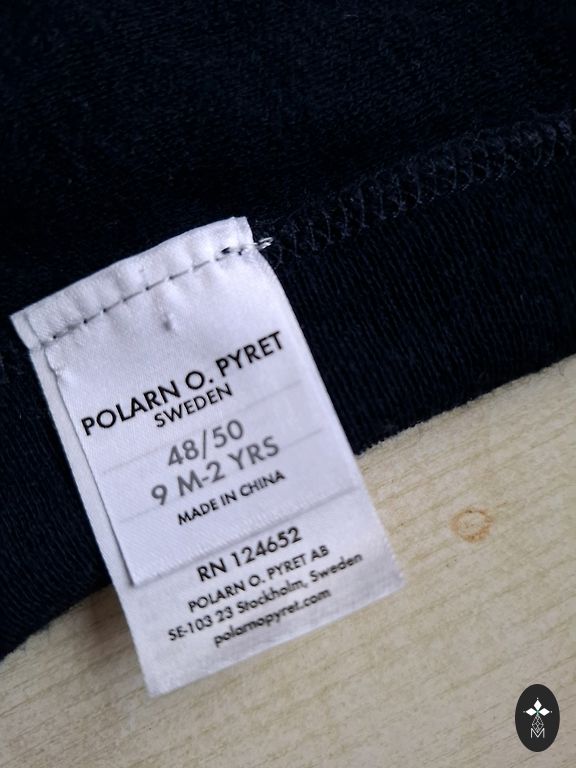 POLARN O. PYRET
SWEDEN
48/50
9 M-2 YRS
MADE IN CHINA
RN 124652
POLARN O. PYRET AB
SE-103 23 Stockholm, Sweden
polarnopyret.com
M